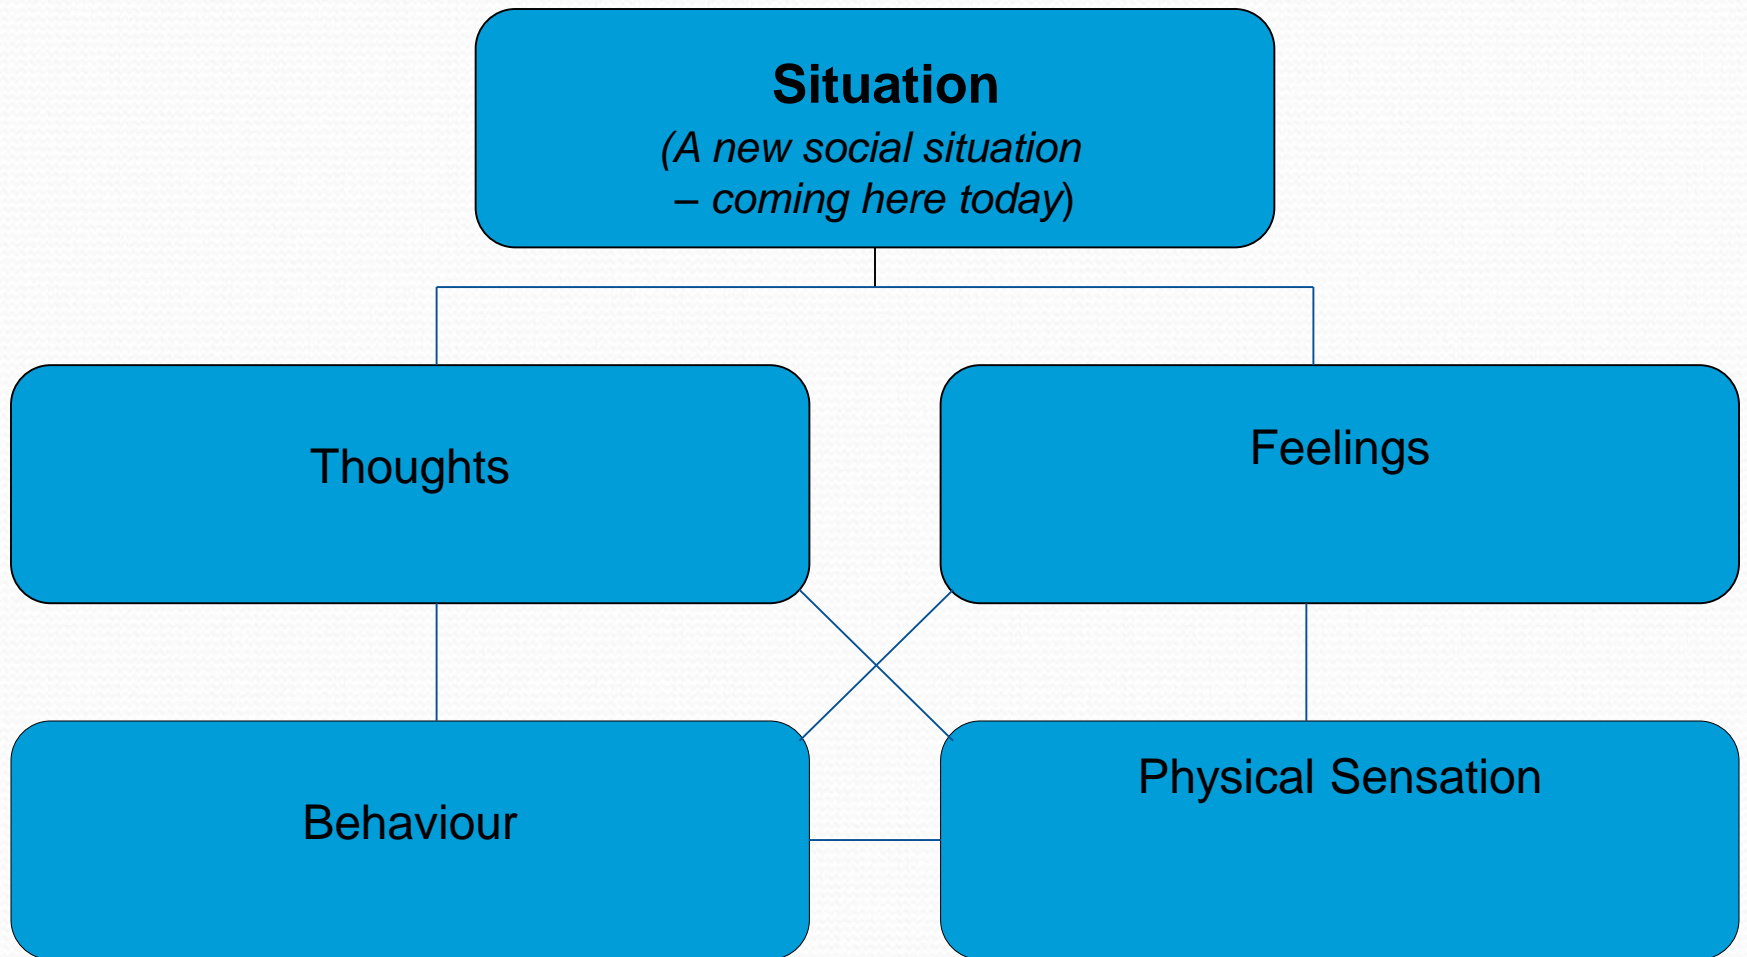 Situation
(A new social situation
– coming here today)
Thoughts
Feelings
Behaviour
Physical Sensation